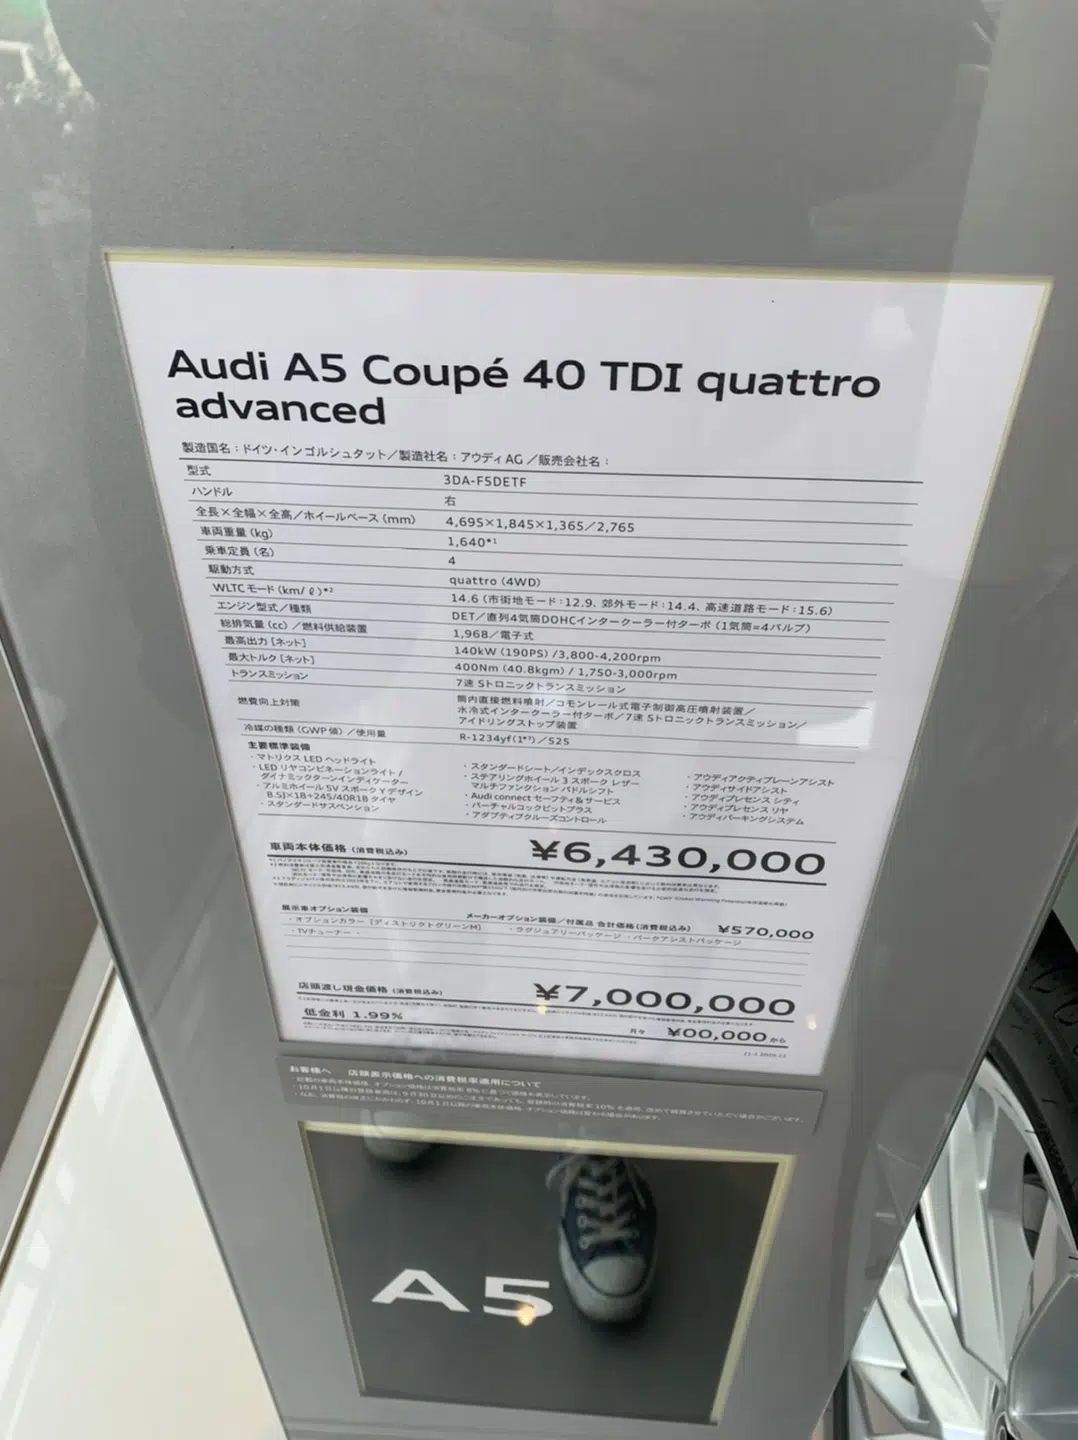 Audi A5 Coupé 40 TDI quattro
advanced
製造国名：ドイツ・インゴルシュタット／製造社名：アウディ AG ／販売会社名：
型式 3DA-F5DETF
ハンドル 右
全長×全幅×全高／ホイールベース（mm） 4,695×1,845×1,365／2,765
車両重量（kg） 1,640*1
乗車定員（名） 4
駆動方式 quattro（4WD）
WLTCモード（km/ℓ）*2 14.6（市街地モード：12.9、郊外モード：14.4、高速道路モード：15.6）
エンジン型式／種類 DET／直列4気筒DOHCインタークーラー付ターボ（1気筒=4バルブ）
総排気量（cc）／燃料供給装置 1,968／電子式
最高出力［ネット］ 140kW（190PS）/3,800-4,200rpm
最大トルク［ネット］ 400Nm（40.8kgm）/ 1,750-3,000rpm
トランスミッション 7速 Sトロニックトランスミッション
燃費向上対策 筒内直接燃料噴射／コモンレール式電子制御高圧噴射装置／
水冷式インタークーラー付ターボ／7速 Sトロニックトランスミッション／
アイドリングストップ装置
冷媒の種類（GWP値）／使用量 R-1234yf(1*3)／525
主要標準装備
・マトリクス LED ヘッドライト
・LED リヤコンビネーションライト /
ダイナミックターンインディケーター
・アルミホイール 5V スポーク Y デザイン
8.5J×18+245/40R18 タイヤ
・スタンダードサスペンション
・スタンダードシート／インデックスクロス
・ステアリングホイール 3 スポーク レザー
マルチファンクション パドルシフト
・Audi connect セーフティ＆サービス
・バーチャルコックピットプラス
・アダプティブクルーズコントロール
・アウディアクティブレーンアシスト
・アウディサイドアシスト
・アウディプレセンス シティ
・アウディプレセンス リヤ
・アウディパーキングシステム
車両本体価格（消費税込み） ¥6,430,000
展示車オプション装備 メーカーオプション装備／付属品 合計価格（消費税込み） ¥570,000
・オプションカラー［ディストリクトグリーンM］ ・ラグジュアリーパッケージ ・パークアシストパッケージ
・TVチューナー
店頭渡し現金価格（消費税込み） ¥7,000,000
低金利 1.99% 月々 ¥00,000から
お客様へ 店頭表示価格への消費税率適用について
A5